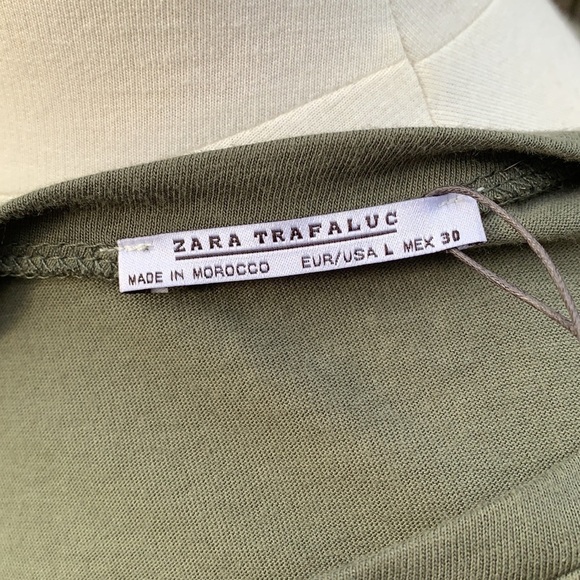 ZARA TRAFALUC
MADE IN MOROCCO EUR/USA L MEX 30